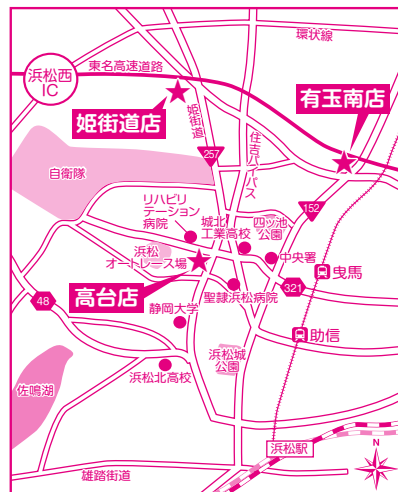 環状線
東名高速道路
浜松西
IC
有玉南店
姫街道店
姫街道
住吉バイパス
257
自衛隊
152
リハビリ
テーション
病院
城北
工業高校
四ツ池
公園
浜松
オートレース場
中央署
曳馬
高台店
聖隷浜松病院
321
48
静岡大学
助信
浜松城
公園
佐鳴湖
浜松北高校
浜松駅
N
雄踏街道